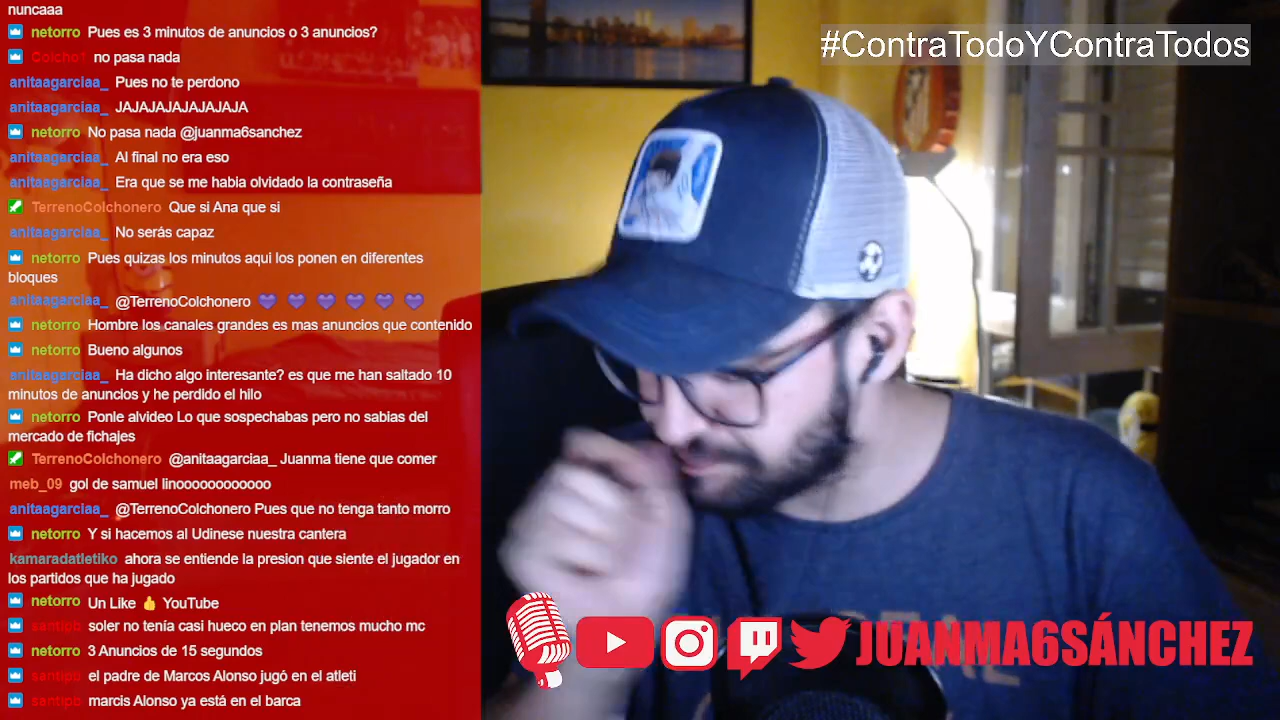 nuncaaa
netorro Pues es 3 minutos de anuncios o 3 anuncios?
Colcho1 no pasa nada
anitaagarciaa_ Pues no te perdono
anitaagarciaa_ JAJAJAJAJAJAJAJA
netorro No pasa nada @juanma6sanchez
anitaagarciaa_ Al final no era eso
anitaagarciaa_ Era que se me habia olvidado la contraseña
TerrenoColchonero Que si Ana que si
anitaagarciaa_ No serás capaz
netorro Pues quizas los minutos aqui los ponen en diferentes
bloques
anitaagarciaa_ @TerrenoColchonero 💜 💜 💜 💜 💜 💜
netorro Hombre los canales grandes es mas anuncios que contenido
netorro Bueno algunos
anitaagarciaa_ Ha dicho algo interesante? es que me han saltado 10
minutos de anuncios y he perdido el hilo
netorro Ponle alvideo Lo que sospechabas pero no sabias del
mercado de fichajes
TerrenoColchonero @anitaagarciaa_ Juanma tiene que comer
meb_09 gol de samuel linooooooooooo
anitaagarciaa_ @TerrenoColchonero Pues que no tenga tanto morro
netorro Y si hacemos al Udinese nuestra cantera
kamaradatletiko ahora se entiende la presion que siente el jugador en
los partidos que ha jugado
netorro Un Like 👍 YouTube
santipb soler no tenía casi hueco en plan tenemos mucho mc
netorro 3 Anuncios de 15 segundos
santipb el padre de Marcos Alonso jugó en el atleti
santipb marcis Alonso ya está en el barca
#ContraTodoYContraTodos
JUANMA6SÁNCHEZ